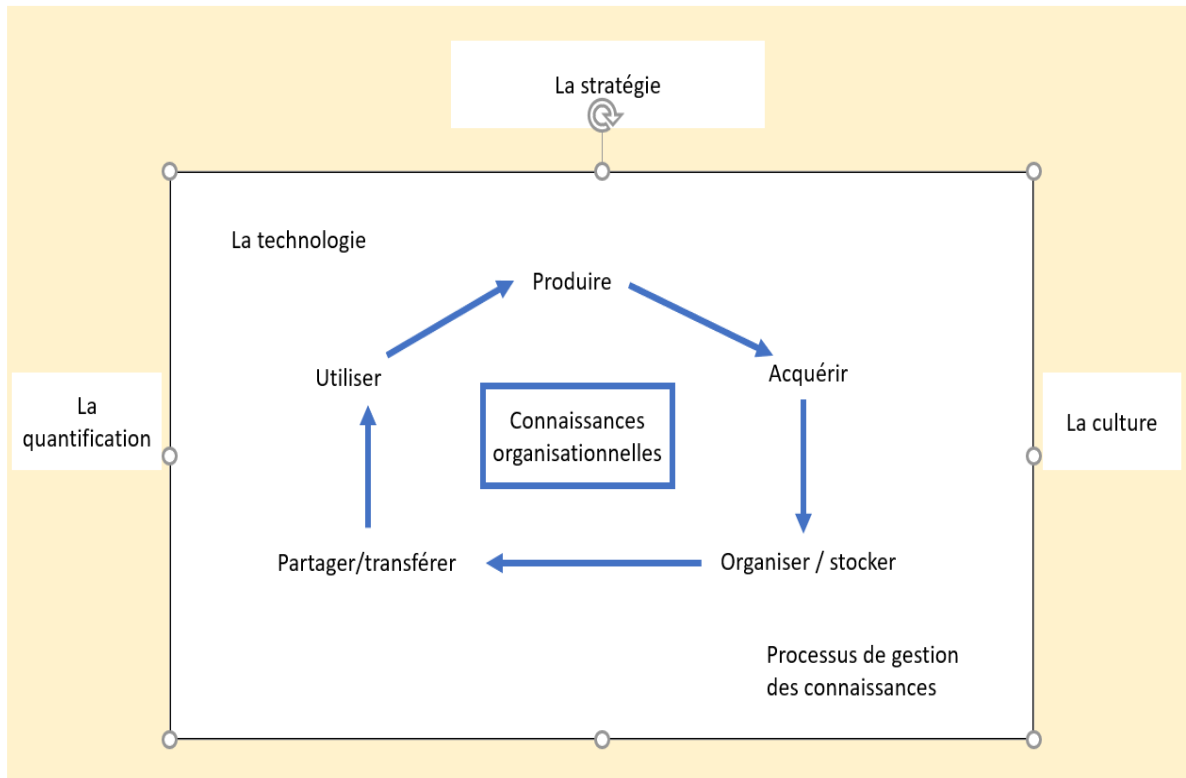 La stratégie
La technologie
Produire
Utiliser
Acquérir
La
quantification
Connaissances
organisationnelles
La culture
Partager/transférer
Organiser / stocker
Processus de gestion
des connaissances